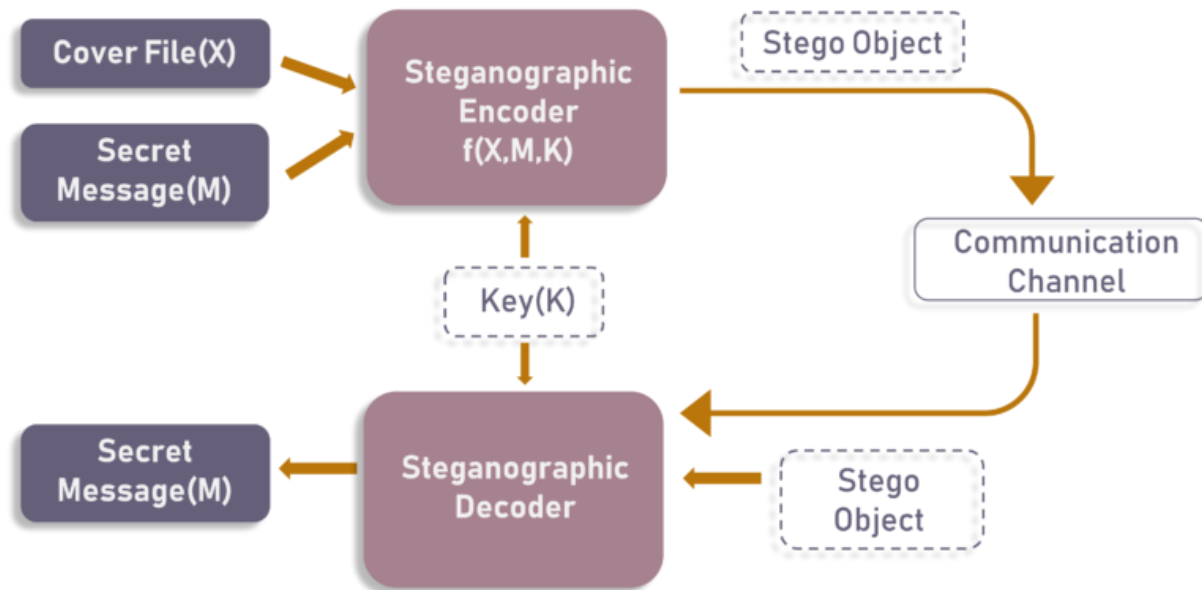 Cover File(X)
Secret
Message(M)
Steganographic
Encoder
f(X,M,K)
Stego Object
Communication
Channel
Key(K)
Secret
Message(M)
Steganographic
Decoder
Stego
Object